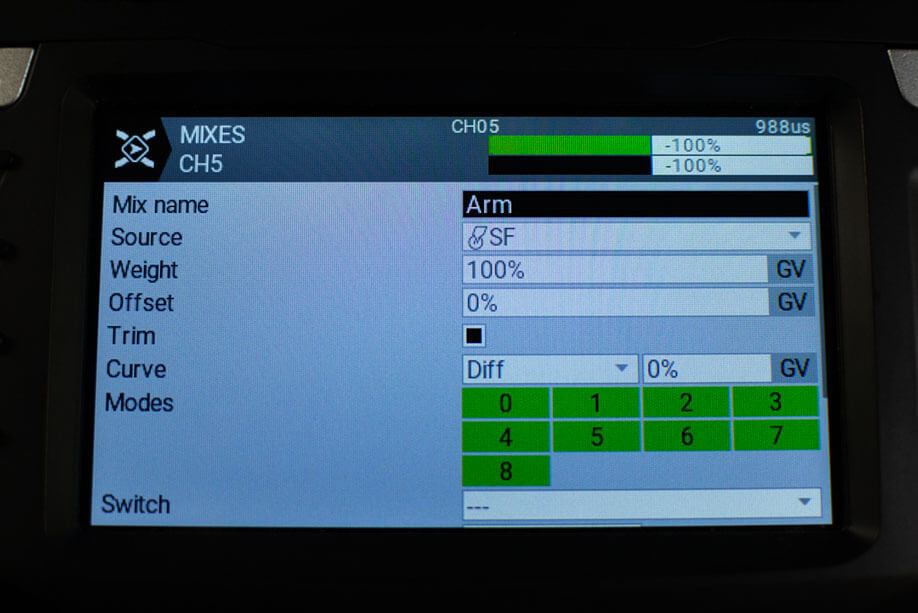 MIXES
CH5
CH05 988us
-100%
-100%
Mix name Arm
Source SF
Weight 100% GV
Offset 0% GV
Trim
Curve Diff 0% GV
Modes 0 1 2 3
4 5 6 7
8
Switch ---